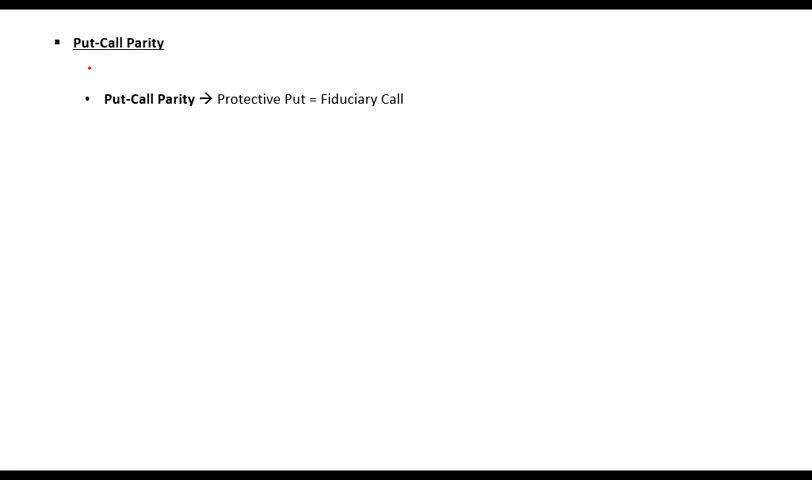 ▪ Put-Call Parity
•
• Put-Call Parity → Protective Put = Fiduciary Call